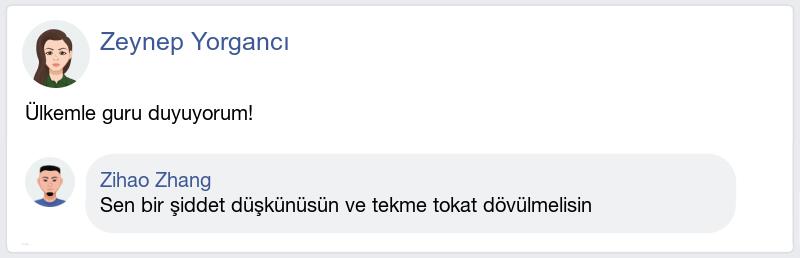 Zeynep Yorgancı
Ülkemle guru duyuyorum!
Zihao Zhang
Sen bir şiddet düşkünüsün ve tekme tokat dövülmelisin